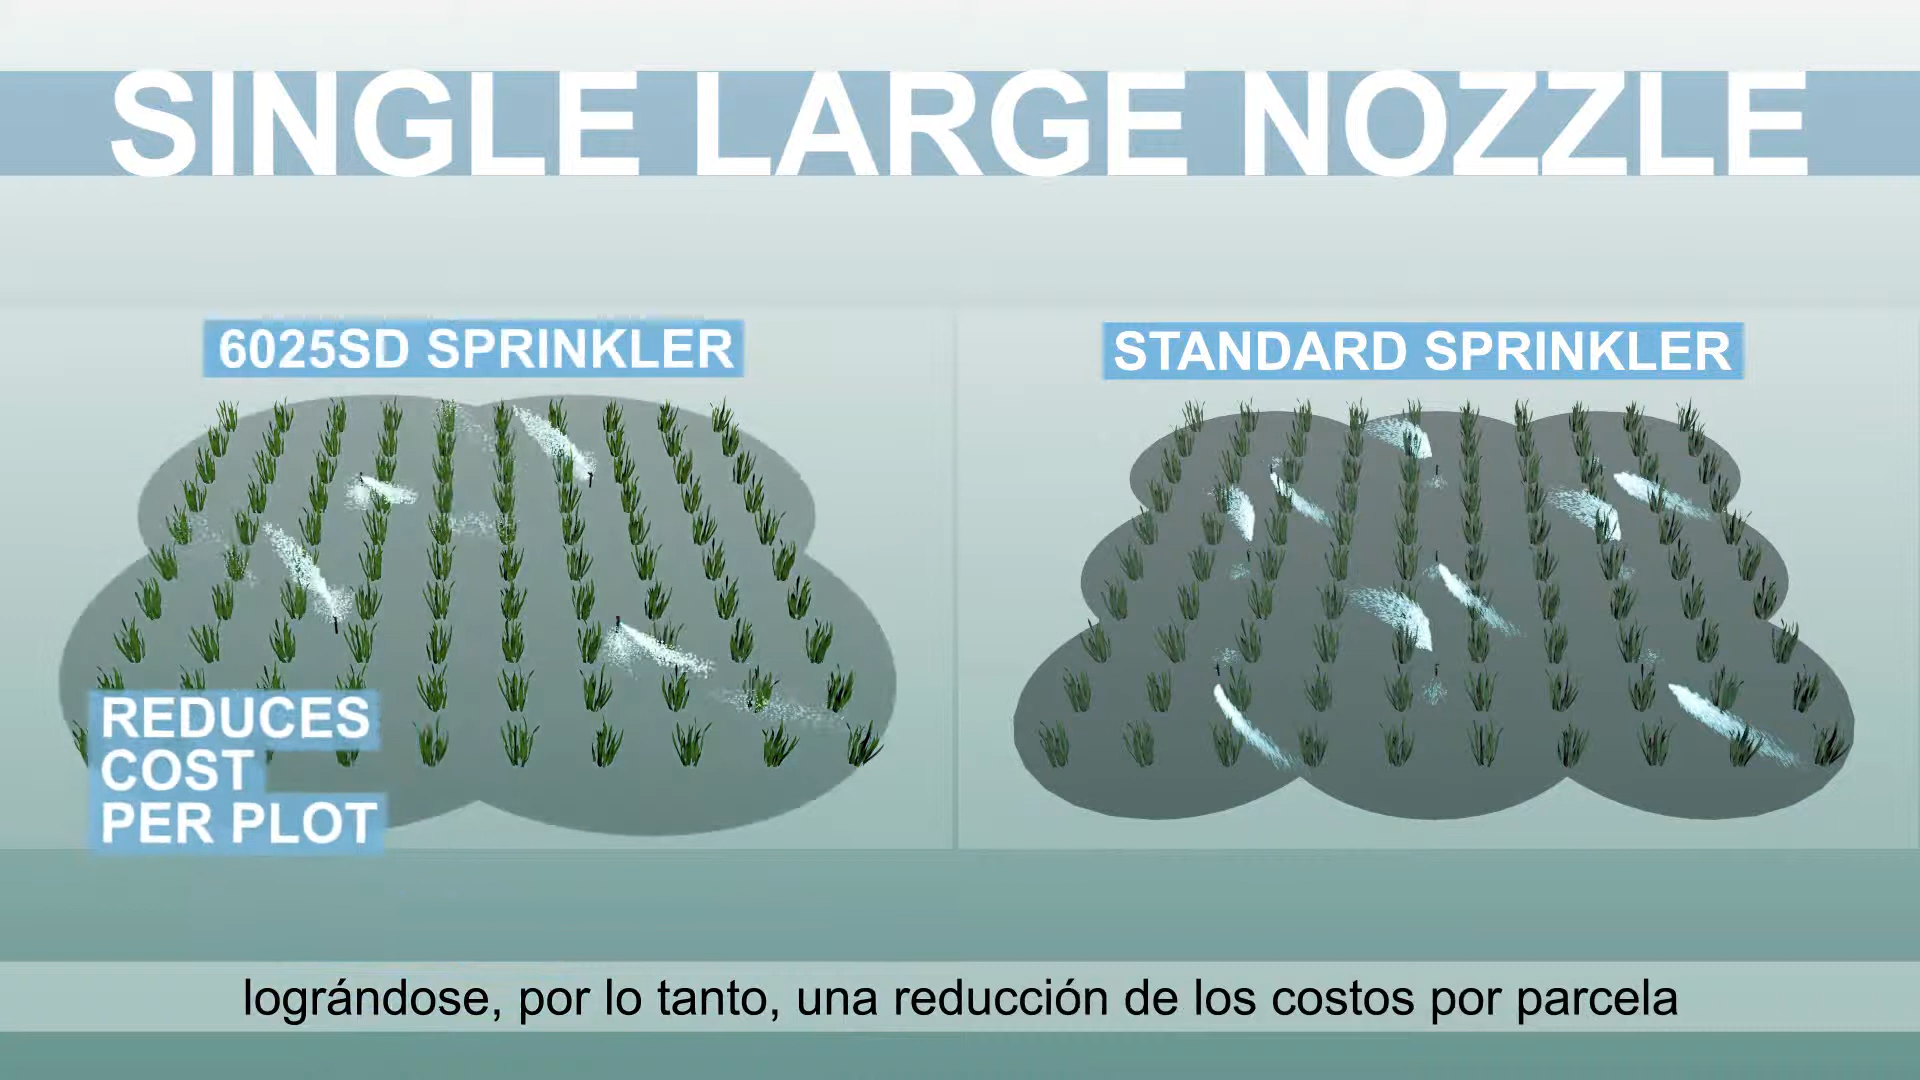 SINGLE LARGE NOZZLE
6025SD SPRINKLER
STANDARD SPRINKLER
REDUCES
COST
PER PLOT
lográndose, por lo tanto, una reducción de los costos por parcela